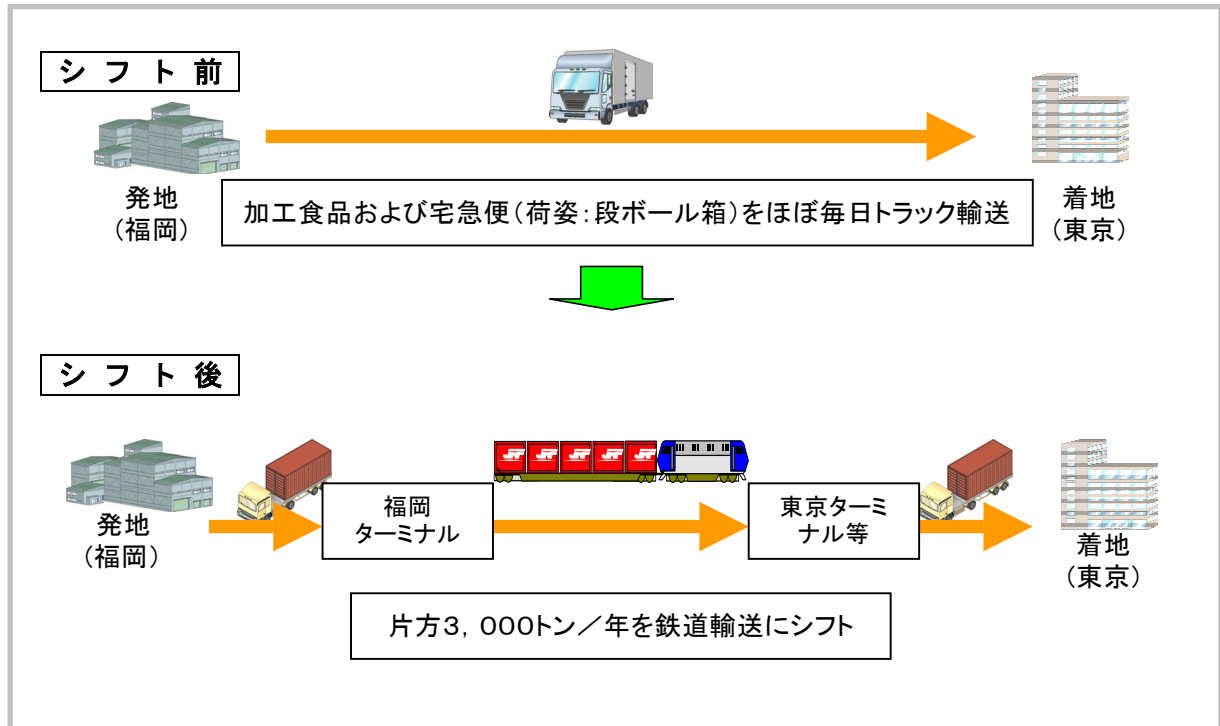 シフト前
発地
(福岡)
加工食品および宅急便(荷姿:段ボール箱)をほぼ毎日トラック輸送
着地
(東京)
シフト後
発地
(福岡)
福岡
ターミナル
東京ターミ
ナル等
着地
(東京)
片方3,000トン/年を鉄道輸送にシフト